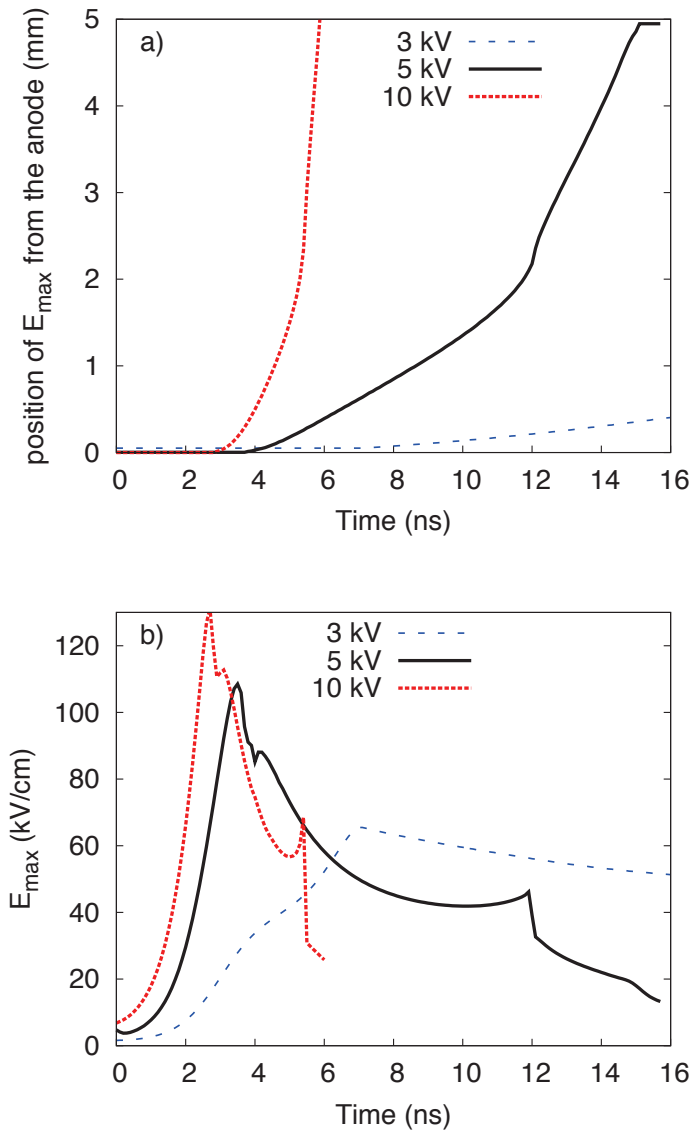 a)
3 kV
5 kV
10 kV
position of E_max from the anode (mm)
5
4
3
2
1
0
0 2 4 6 8 10 12 14 16
Time (ns)
b)
3 kV
5 kV
10 kV
E_max (kV/cm)
120
100
80
60
40
20
0
0 2 4 6 8 10 12 14 16
Time (ns)